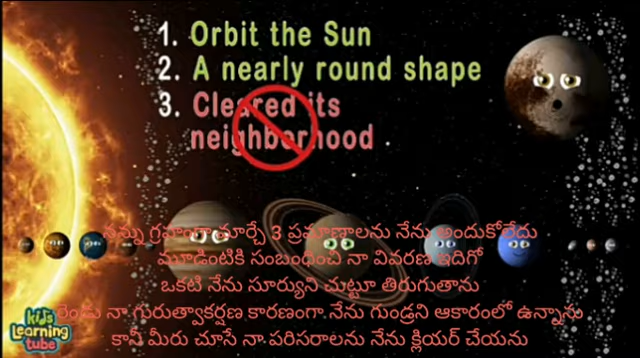 1. Orbit the Sun
2. A nearly round shape
3. Cleared its
neighborhood
నన్ను గ్రహంగా మార్చే 3 ప్రమాణాలను నేను అందుకోలేదు
మూడింటికి సంబంధించి నా వివరణ ఇదిగో
ఒకటి నేను సూర్యుని చుట్టూ తిరుగుతాను
రెండు నా గురుత్వాకర్షణ కారణంగా నేను గుండ్రని ఆకారంలో ఉన్నాను
కానీ మీరు చూసే నా పరిసరాలను నేను క్లియర్ చేయను
Kids
Learning
tube